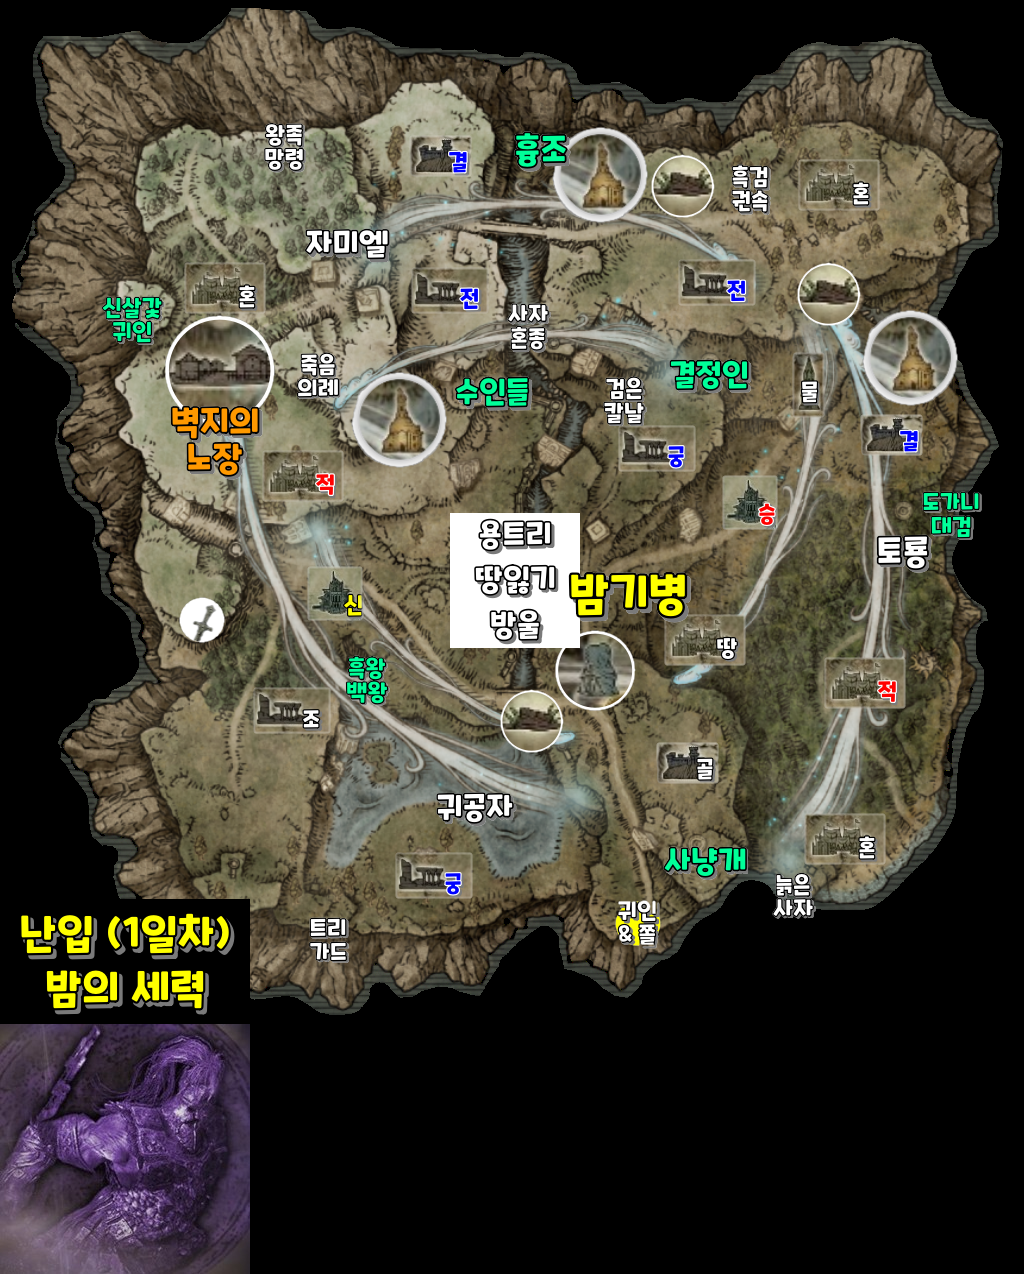 왕족
망령
결
흉조
흑검
권속
혼
자미엘
혼
전
전
신살갗
귀인
사자
혼종
죽음
의례
수인들
검은
칼날
결정인
물
벽지의
노장
결
궁
적
승
도가니
대검
토룡
용트리
땅잃기
방울
밤기병
신
땅
흑왕
백왕
적
조
골
귀공자
혼
사냥개
궁
늙은
사자
귀인
& 쫄
트리
가드
난입 (1일차)
밤의 세력